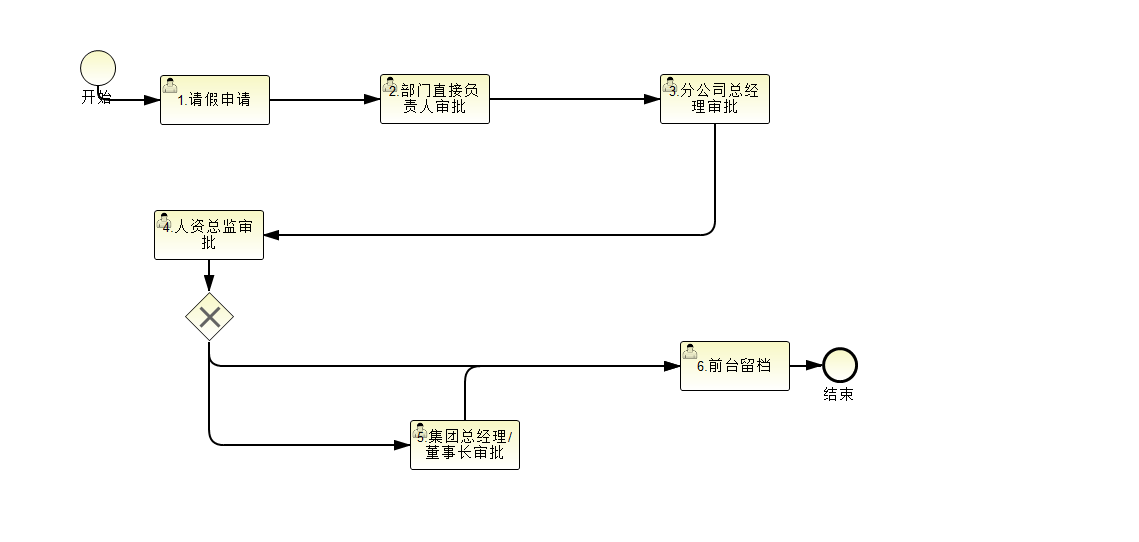 开始
1.请假申请
2.部门直接负
责人审批
3.分公司总经
理审批
4.人资总监审
批
6.前台留档
结束
5.集团总经理/
董事长审批